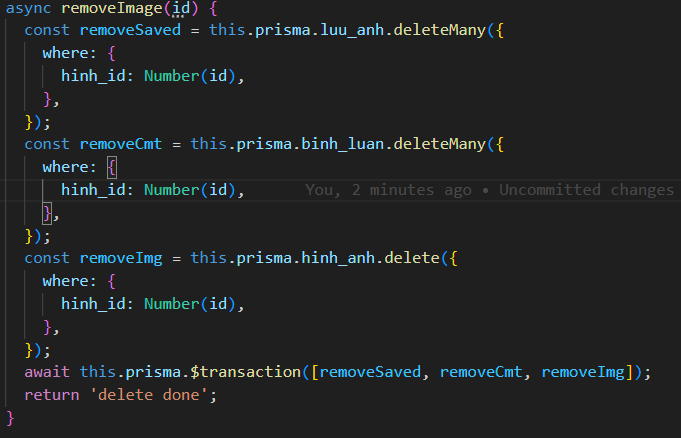 async removeImage(id) {
const removeSaved = this.prisma.luu_anh.deleteMany({
where: {
hinh_id: Number(id),
},
});
const removeCmt = this.prisma.binh_luan.deleteMany({
where: {
hinh_id: Number(id), You, 2 minutes ago • Uncommitted changes
},
});
const removeImg = this.prisma.hinh_anh.delete({
where: {
hinh_id: Number(id),
},
});
await this.prisma.$transaction([removeSaved, removeCmt, removeImg]);
return 'delete done';
}